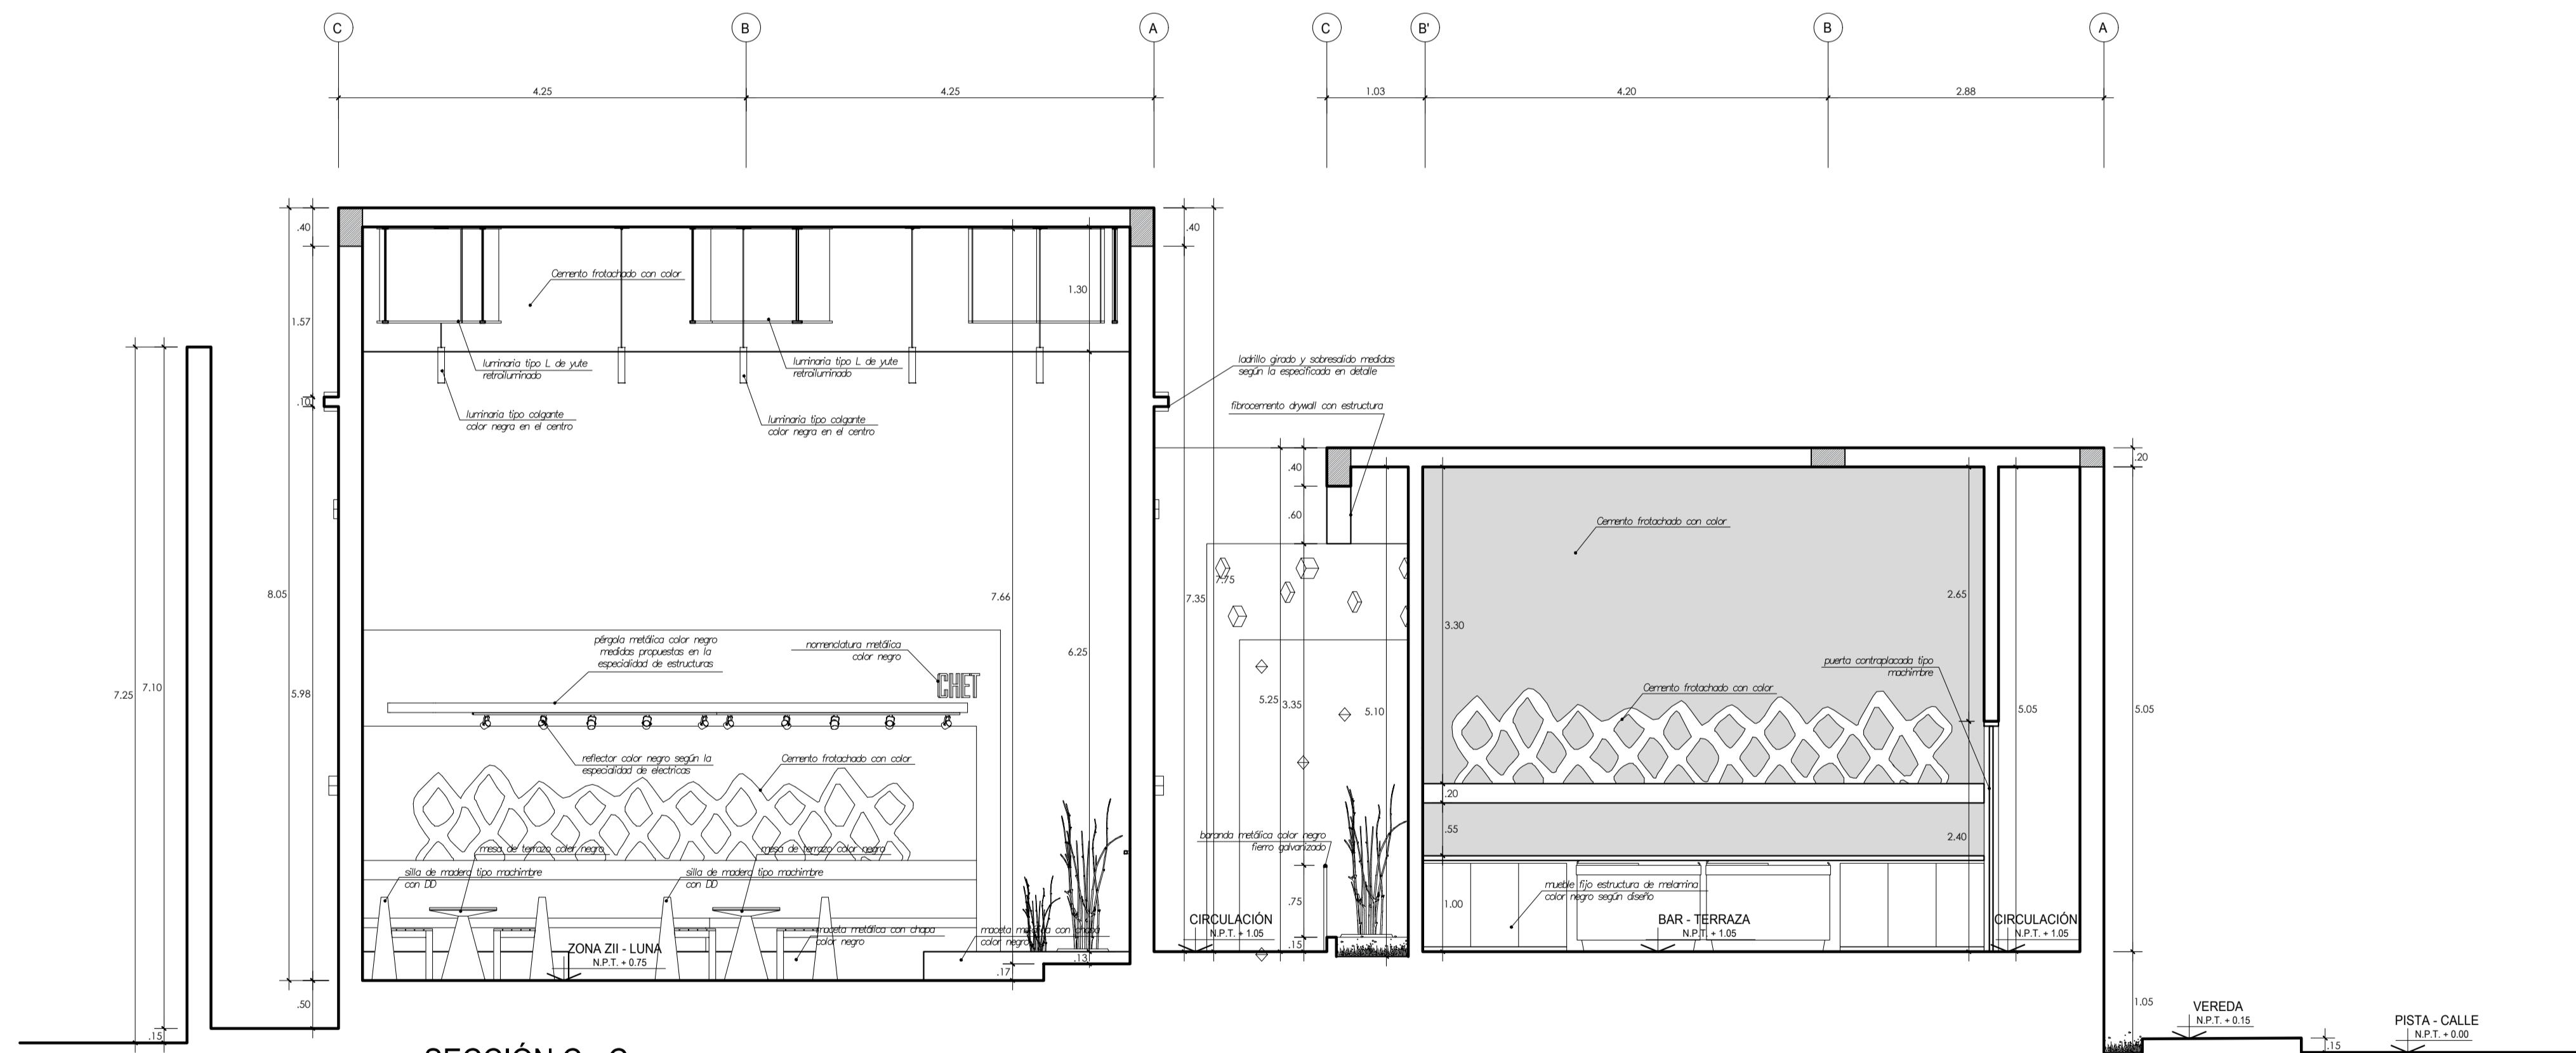 C
B
A
C
B'
B
A
4.25
4.25
1.03
4.20
2.88
.40
.40
Cemento frotachado con color
1.30
1.57
luminaria tipo L de yute
retroiluminado
luminaria tipo L de yute
retroiluminado
ladrillo girado y sobresalido medidas
según la especificada en detalle
.10
luminaria tipo colgante
color negra en el centro
luminaria tipo colgante
color negra en el centro
fibrocemento drywall con estructura
.40
.20
.60
Cemento frotachado con color
8.05
7.66
7.35
7.75
2.65
3.30
pérgola metálica color negro
medidas propuestas en la
especialidad de estructuras
nomenclatura metálica
color negro
6.25
CHET
puerta contraplacada tipo
machimbre
7.25
7.10
5.98
5.25
3.35
5.10
Cemento frotachado con color
5.05
5.05
reflector color negro según la
especialidad de electricas
Cemento frotachado con color
.20
.55
2.40
mesa de terrazo color negro
mesa de terrazo color negro
baranda metálica color negro
fierro galvanizado
silla de madera tipo machimbre
con DD
silla de madera tipo machimbre
con DD
mueble fijo estructura de melamina
color negro según diseño
.75
1.00
maceta metálica con chapa
color negro
maceta metálica con chapa
color negro
CIRCULACIÓN
N.P.T. + 1.05
BAR - TERRAZA
N.P.T. + 1.05
CIRCULACIÓN
N.P.T. + 1.05
ZONA ZII - LUNA
N.P.T. + 0.75
.15
.13
.17
.50
1.05
VEREDA
N.P.T. + 0.15
PISTA - CALLE
N.P.T. + 0.00
.15
.15